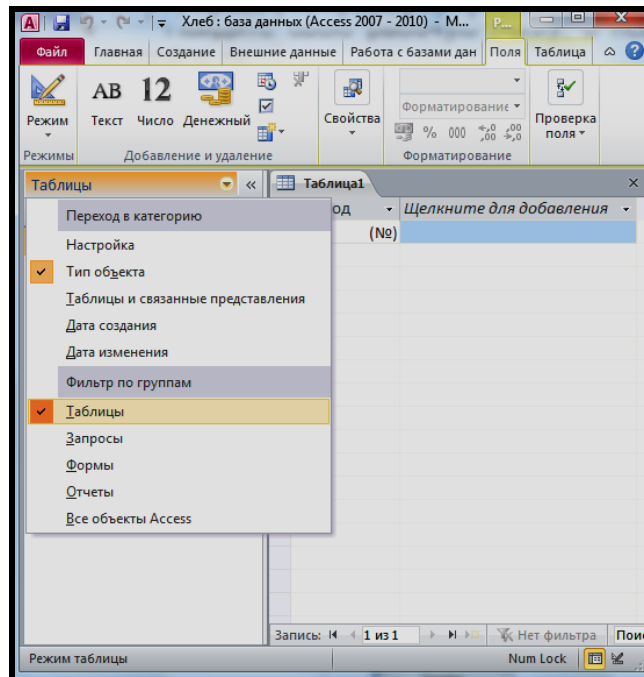 Хлеб : база данных (Access 2007 - 2010) - M...
Р...
Файл Главная Создание Внешние данные Работа с базами дан Поля Таблица
Режим
AB Текст
12 Число
Денежный
Свойства
Форматирование
% 000
Проверка поля
Режимы Добавление и удаление Форматирование
Таблицы « Таблица1
Переход в категорию
Щелкните для добавления
(№)
Настройка
Тип объекта
Таблицы и связанные представления
Дата создания
Дата изменения
Фильтр по группам
Таблицы
Запросы
Формы
Отчеты
Все объекты Access
Запись: 1 из 1 Нет фильтра Пои
Режим таблицы Num Lock